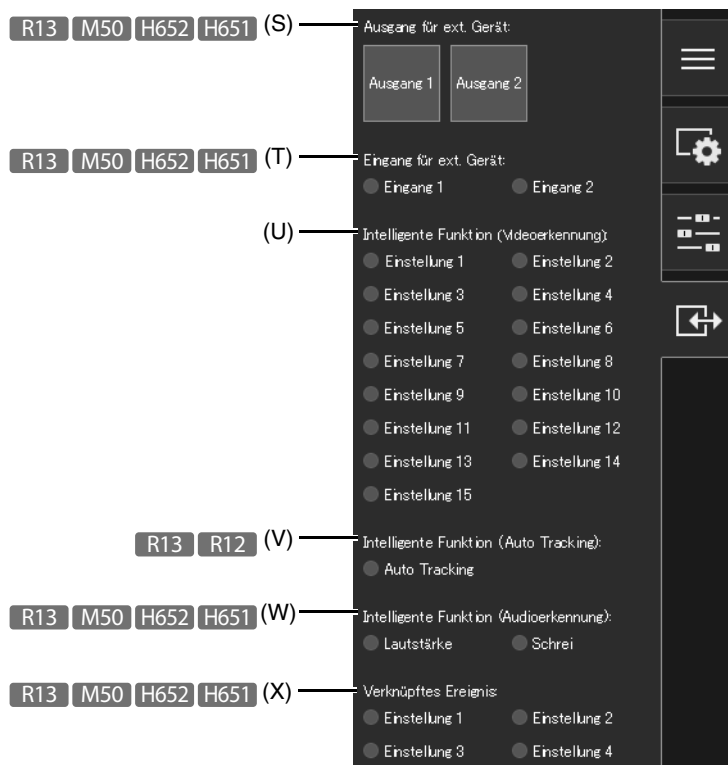 R13 M50 H652 H651 (S) Ausgang für ext. Gerät:
Ausgang 1 Ausgang 2
R13 M50 H652 H651 (T) Eingang für ext. Gerät:
Eingang 1 Eingang 2
(U) Intelligente Funktion (Videoerkennung):
Einstellung 1 Einstellung 2
Einstellung 3 Einstellung 4
Einstellung 5 Einstellung 6
Einstellung 7 Einstellung 8
Einstellung 9 Einstellung 10
Einstellung 11 Einstellung 12
Einstellung 13 Einstellung 14
Einstellung 15
R13 R12 (V) Intelligente Funktion (Auto Tracking):
Auto Tracking
R13 M50 H652 H651 (W) Intelligente Funktion (Audioerkennung):
Lautstärke Schrei
R13 M50 H652 H651 (X) Verknüpftes Ereignis:
Einstellung 1 Einstellung 2
Einstellung 3 Einstellung 4